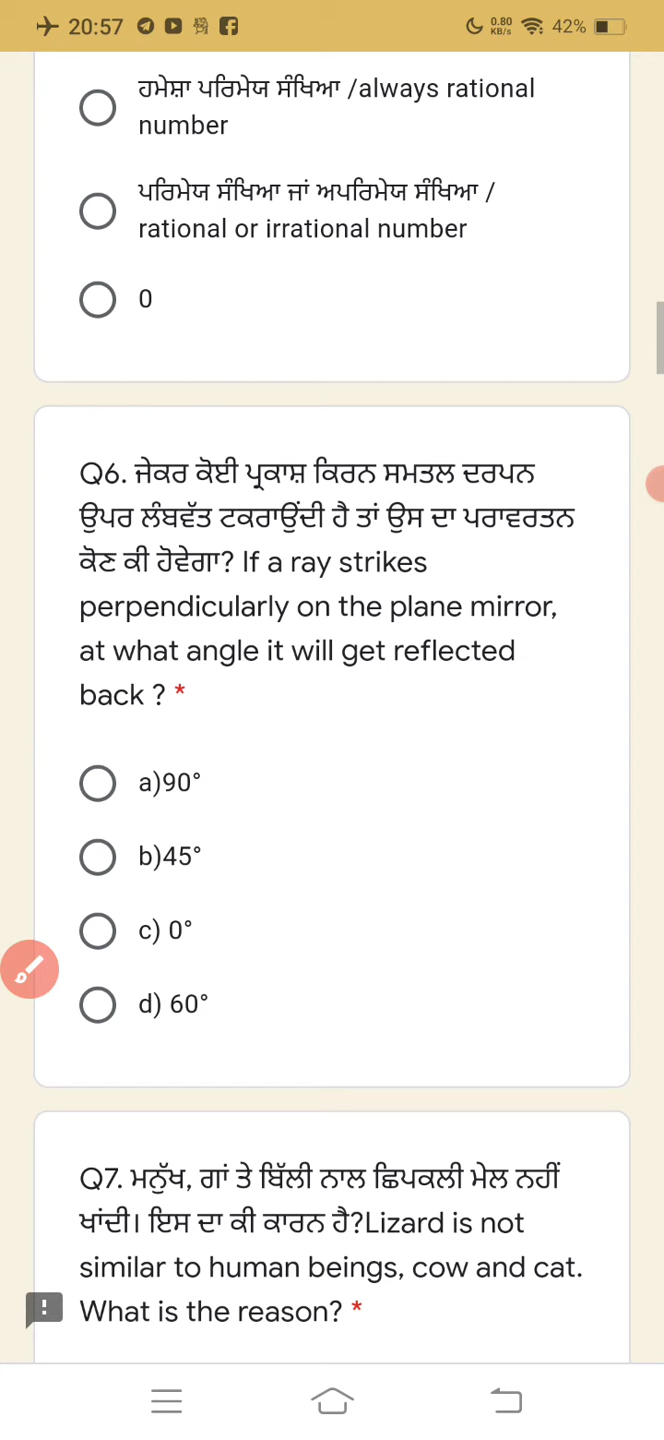 20:57
0.80
KB/s
42%
ਹਮੇਸ਼ਾ ਪਰਿਮੇਯ ਸੰਖਿਆ /always rational
number
ਪਰਿਮੇਯ ਸੰਖਿਆ ਜਾਂ ਅਪਰਿਮੇਯ ਸੰਖਿਆ /
rational or irrational number
0
Q6. ਜੇਕਰ ਕੋਈ ਪ੍ਰਕਾਸ਼ ਕਿਰਨ ਸਮਤਲ ਦਰਪਨ
ਉਪਰ ਲੰਬਵੱਤ ਟਕਰਾਉਂਦੀ ਹੈ ਤਾਂ ਉਸ ਦਾ ਪਰਾਵਰਤਨ
ਕੋਣ ਕੀ ਹੋਵੇਗਾ? If a ray strikes
perpendicularly on the plane mirror,
at what angle it will get reflected
back ? *
a)90°
b)45°
c) 0°
d) 60°
Q7. ਮਨੁੱਖ, ਗਾਂ ਤੇ ਬਿੱਲੀ ਨਾਲ ਛਿਪਕਲੀ ਮੇਲ ਨਹੀਂ
ਖਾਂਦੀ। ਇਸ ਦਾ ਕੀ ਕਾਰਨ ਹੈ?Lizard is not
similar to human beings, cow and cat.
What is the reason? *